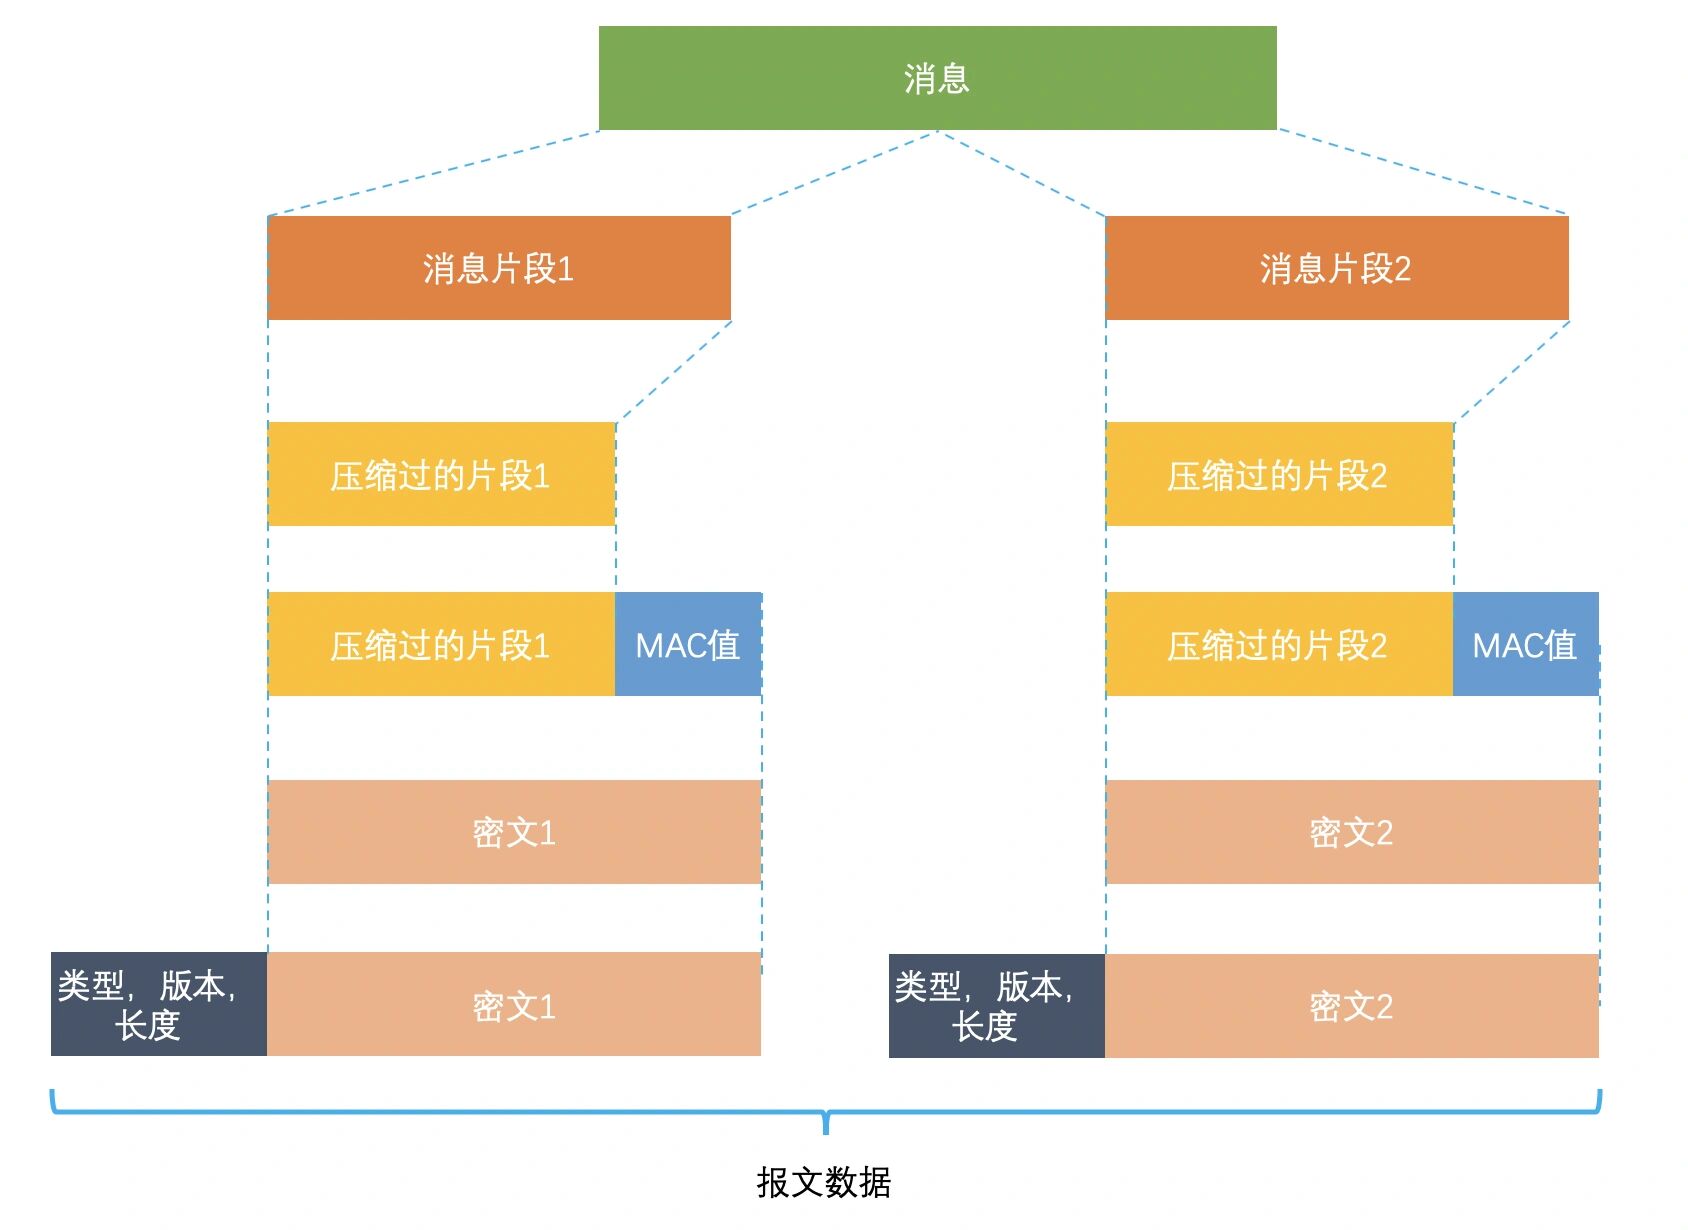 消息
消息片段1
消息片段2
压缩过的片段1
压缩过的片段2
压缩过的片段1
MAC值
压缩过的片段2
MAC值
密文1
密文2
类型，版本,
长度
密文1
类型，版本,
长度
密文2
报文数据